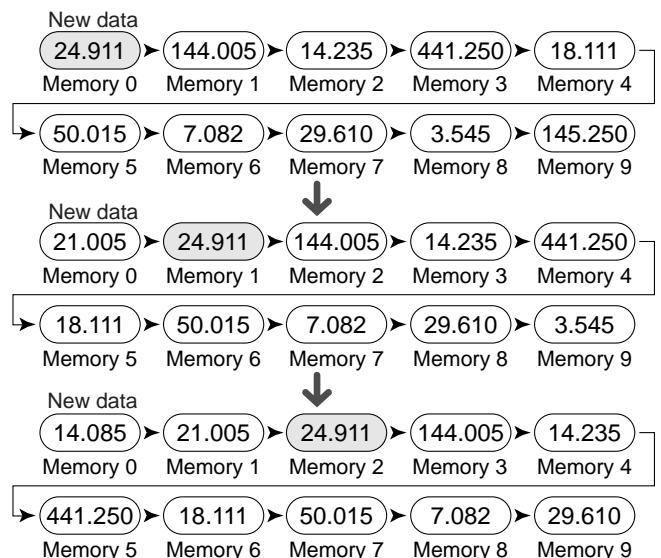 New data
24.911 144.005 14.235 441.250 18.111
Memory 0 Memory 1 Memory 2 Memory 3 Memory 4
50.015 7.082 29.610 3.545 145.250
Memory 5 Memory 6 Memory 7 Memory 8 Memory 9
New data
21.005 24.911 144.005 14.235 441.250
Memory 0 Memory 1 Memory 2 Memory 3 Memory 4
18.111 50.015 7.082 29.610 3.545
Memory 5 Memory 6 Memory 7 Memory 8 Memory 9
New data
14.085 21.005 24.911 144.005 14.235
Memory 0 Memory 1 Memory 2 Memory 3 Memory 4
441.250 18.111 50.015 7.082 29.610
Memory 5 Memory 6 Memory 7 Memory 8 Memory 9